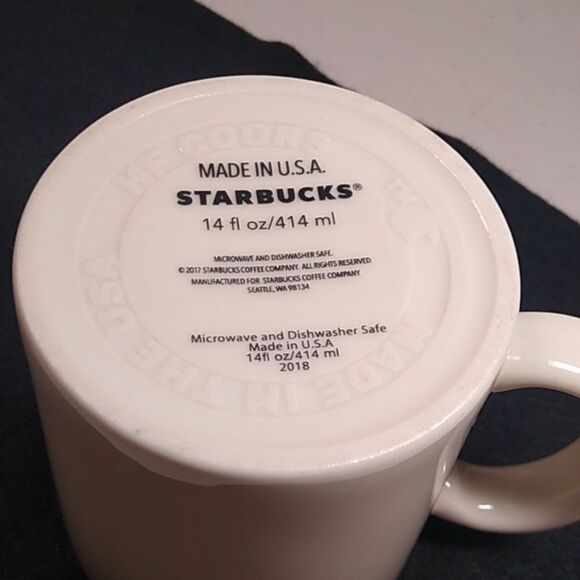 HF COORS
MADE IN U.S.A.
STARBUCKS®
14 fl oz/414 ml
MICROWAVE AND DISHWASHER SAFE.
© 2017 STARBUCKS COFFEE COMPANY. ALL RIGHTS RESERVED
MANUFACTURED FOR STARBUCKS COFFEE COMPANY
SEATTLE, WA 98134
Microwave and Dishwasher Safe
Made in U.S.A
14fl oz/414 ml
2018
MADE IN THE USA